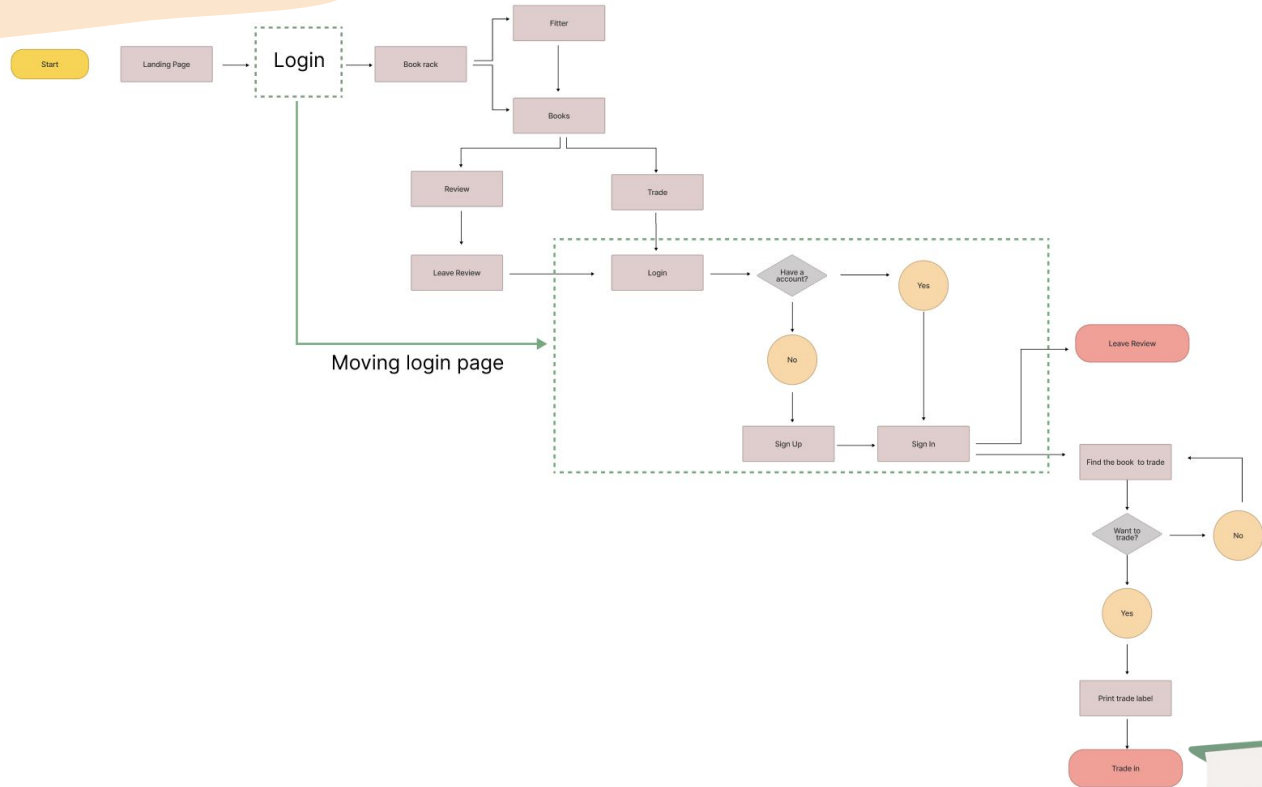 Fitter
Start
Landing Page
Login
Book rack
Books
Review
Trade
Leave Review
Login
Have a
account?
Yes
Moving login page
No
Leave Review
Sign Up
Sign In
Find the book to trade
Want to
trade?
No
Yes
Print trade label
Trade in